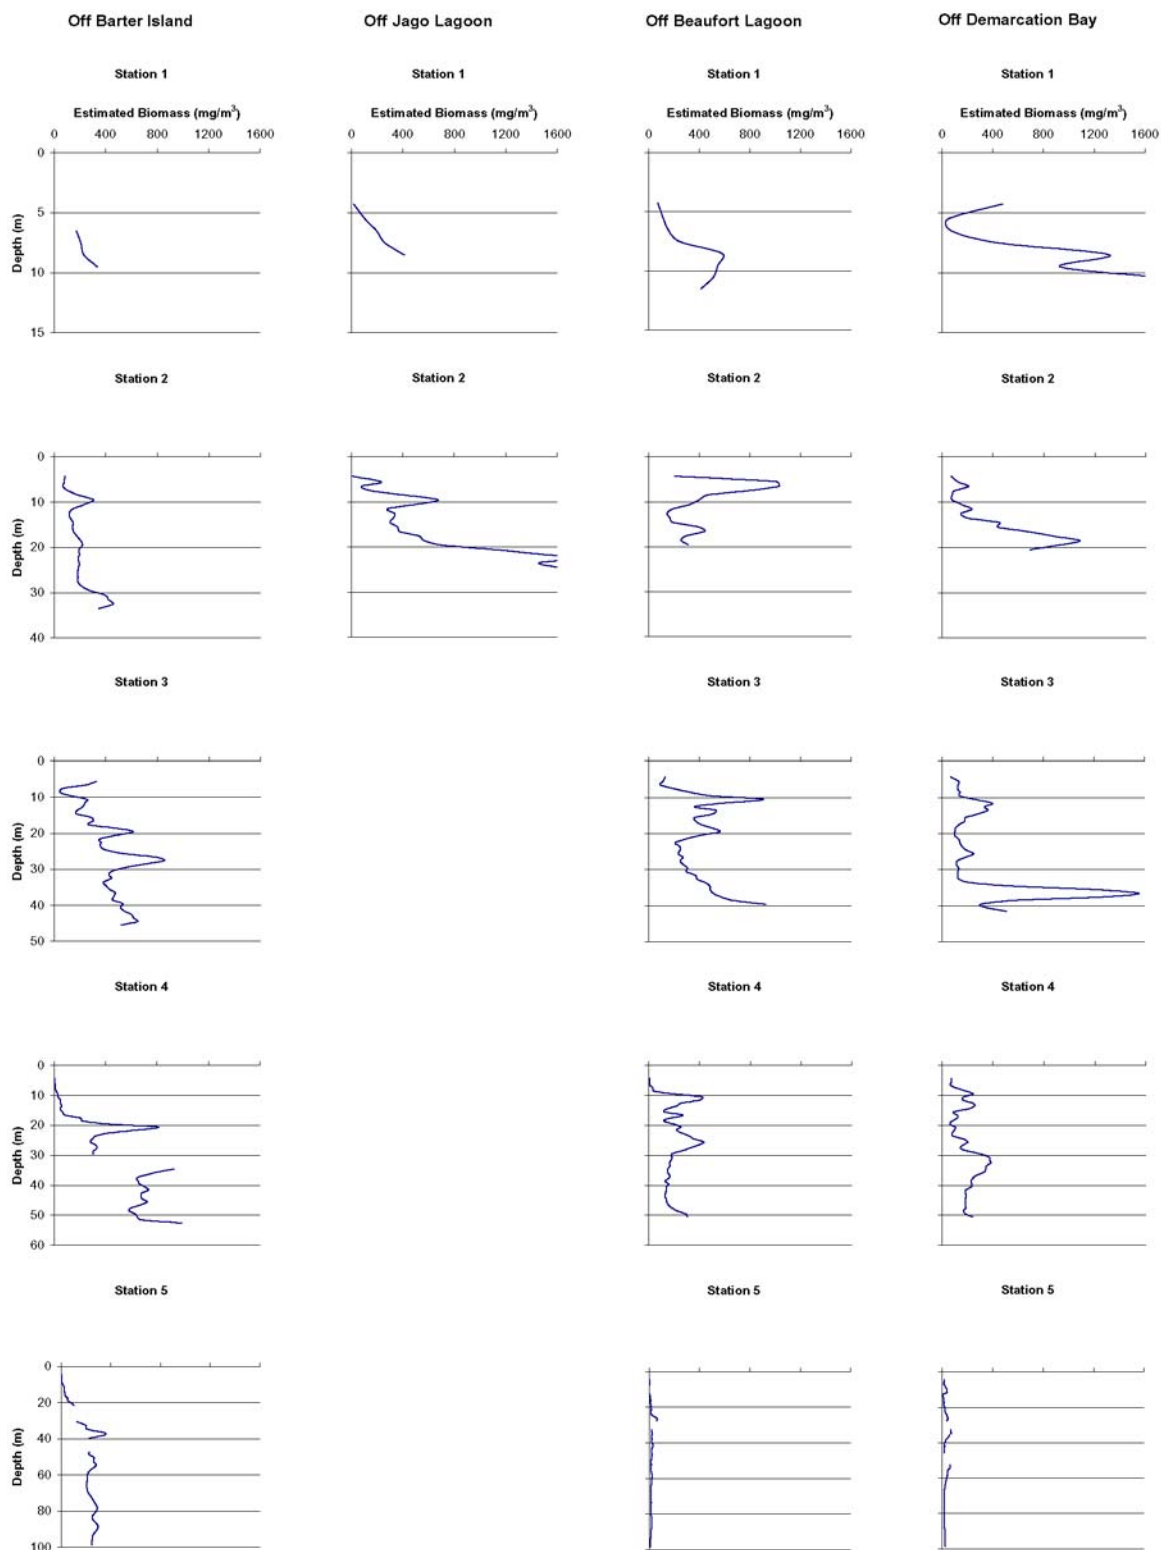 Off Barter Island Off Jago Lagoon Off Beaufort Lagoon Off Demarcation Bay
Station 1 Station 1 Station 1 Station 1
Estimated Biomass (mg/m³) Estimated Biomass (mg/m³) Estimated Biomass (mg/m³) Estimated Biomass (mg/m³)
0 400 800 1200 1600 0 400 800 1200 1600 0 400 800 1200 1600 0 400 800 1200 1600
0
5
Depth (m)
10
15
Station 2 Station 2 Station 2 Station 2
0
10
Depth (m)
20
30
40
Station 3 Station 3 Station 3
0
10
20
Depth (m)
30
40
50
Station 4 Station 4 Station 4
0
10
20
Depth (m)
30
40
50
60
Station 5 Station 5 Station 5
0
20
40
Depth (m)
60
80
100